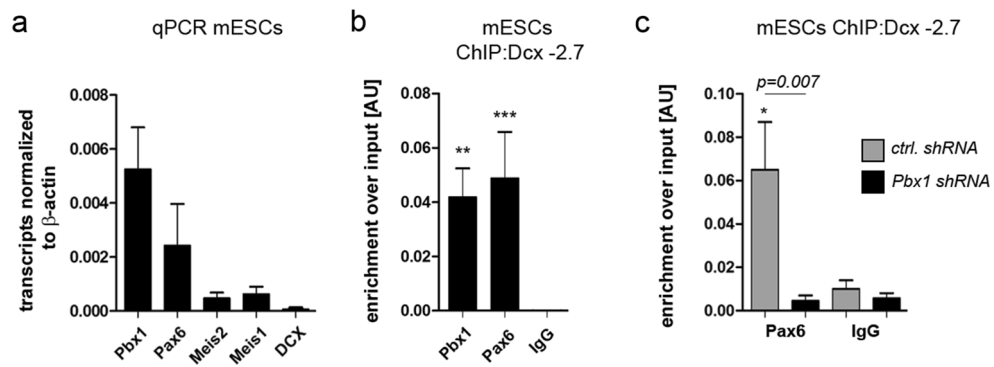 a
qPCR mESCs
transcripts normalized
to β-actin
0.008
0.006
0.004
0.002
0.000
Pbx1
Pax6
Meis2
Meis1
DCX
b
mESCs
ChIP:Dcx -2.7
enrichment over input [AU]
0.08
0.06
0.04
0.02
0.00
**
***
Pbx1
Pax6
IgG
c
mESCs ChIP:Dcx -2.7
enrichment over input [AU]
0.10
0.08
0.06
0.04
0.02
0.00
p=0.007
*
Pax6
IgG
ctrl. shRNA
Pbx1 shRNA